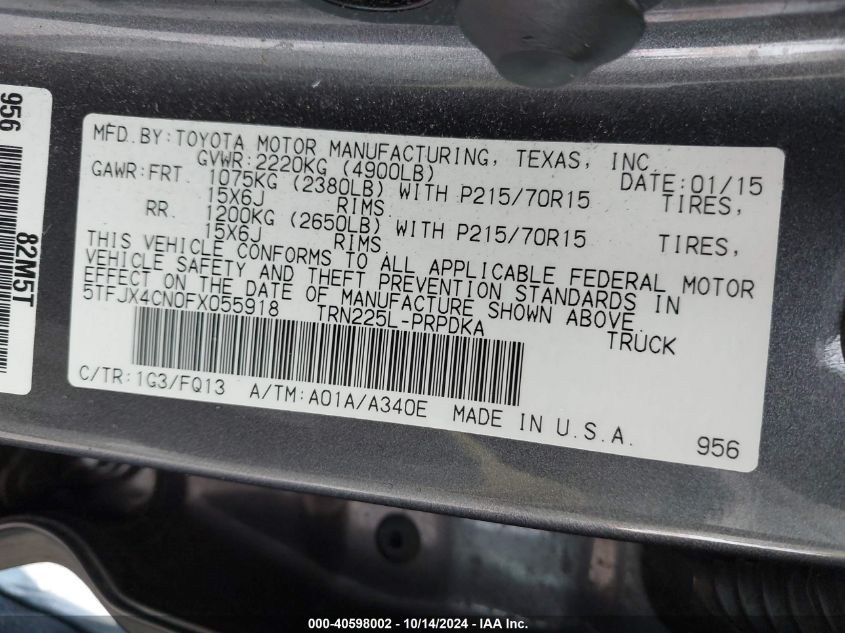 956
82M5T
MFD.BY:TOYOTA MOTOR MANUFACTURING, TEXAS, INC.
GVWR:2220KG (4900LB) DATE:01/15
GAWR:FRT. 1075KG (2380LB) WITH P215/70R15 TIRES,
15X6J RIMS
RR. 1200KG (2650LB) WITH P215/70R15 TIRES,
15X6J RIMS
THIS VEHICLE CONFORMS TO ALL APPLICABLE FEDERAL MOTOR
VEHICLE SAFETY AND THEFT PREVENTION STANDARDS IN
EFFECT ON THE DATE OF MANUFACTURE SHOWN ABOVE.
5TFJX4CN0FX055918 TRN225L-PRPDKA TRUCK
C/TR:1G3/FQ13 A/TM:A01A/A340E MADE IN U.S.A.
956
000-40598002 - 10/14/2024 - IAAI.com